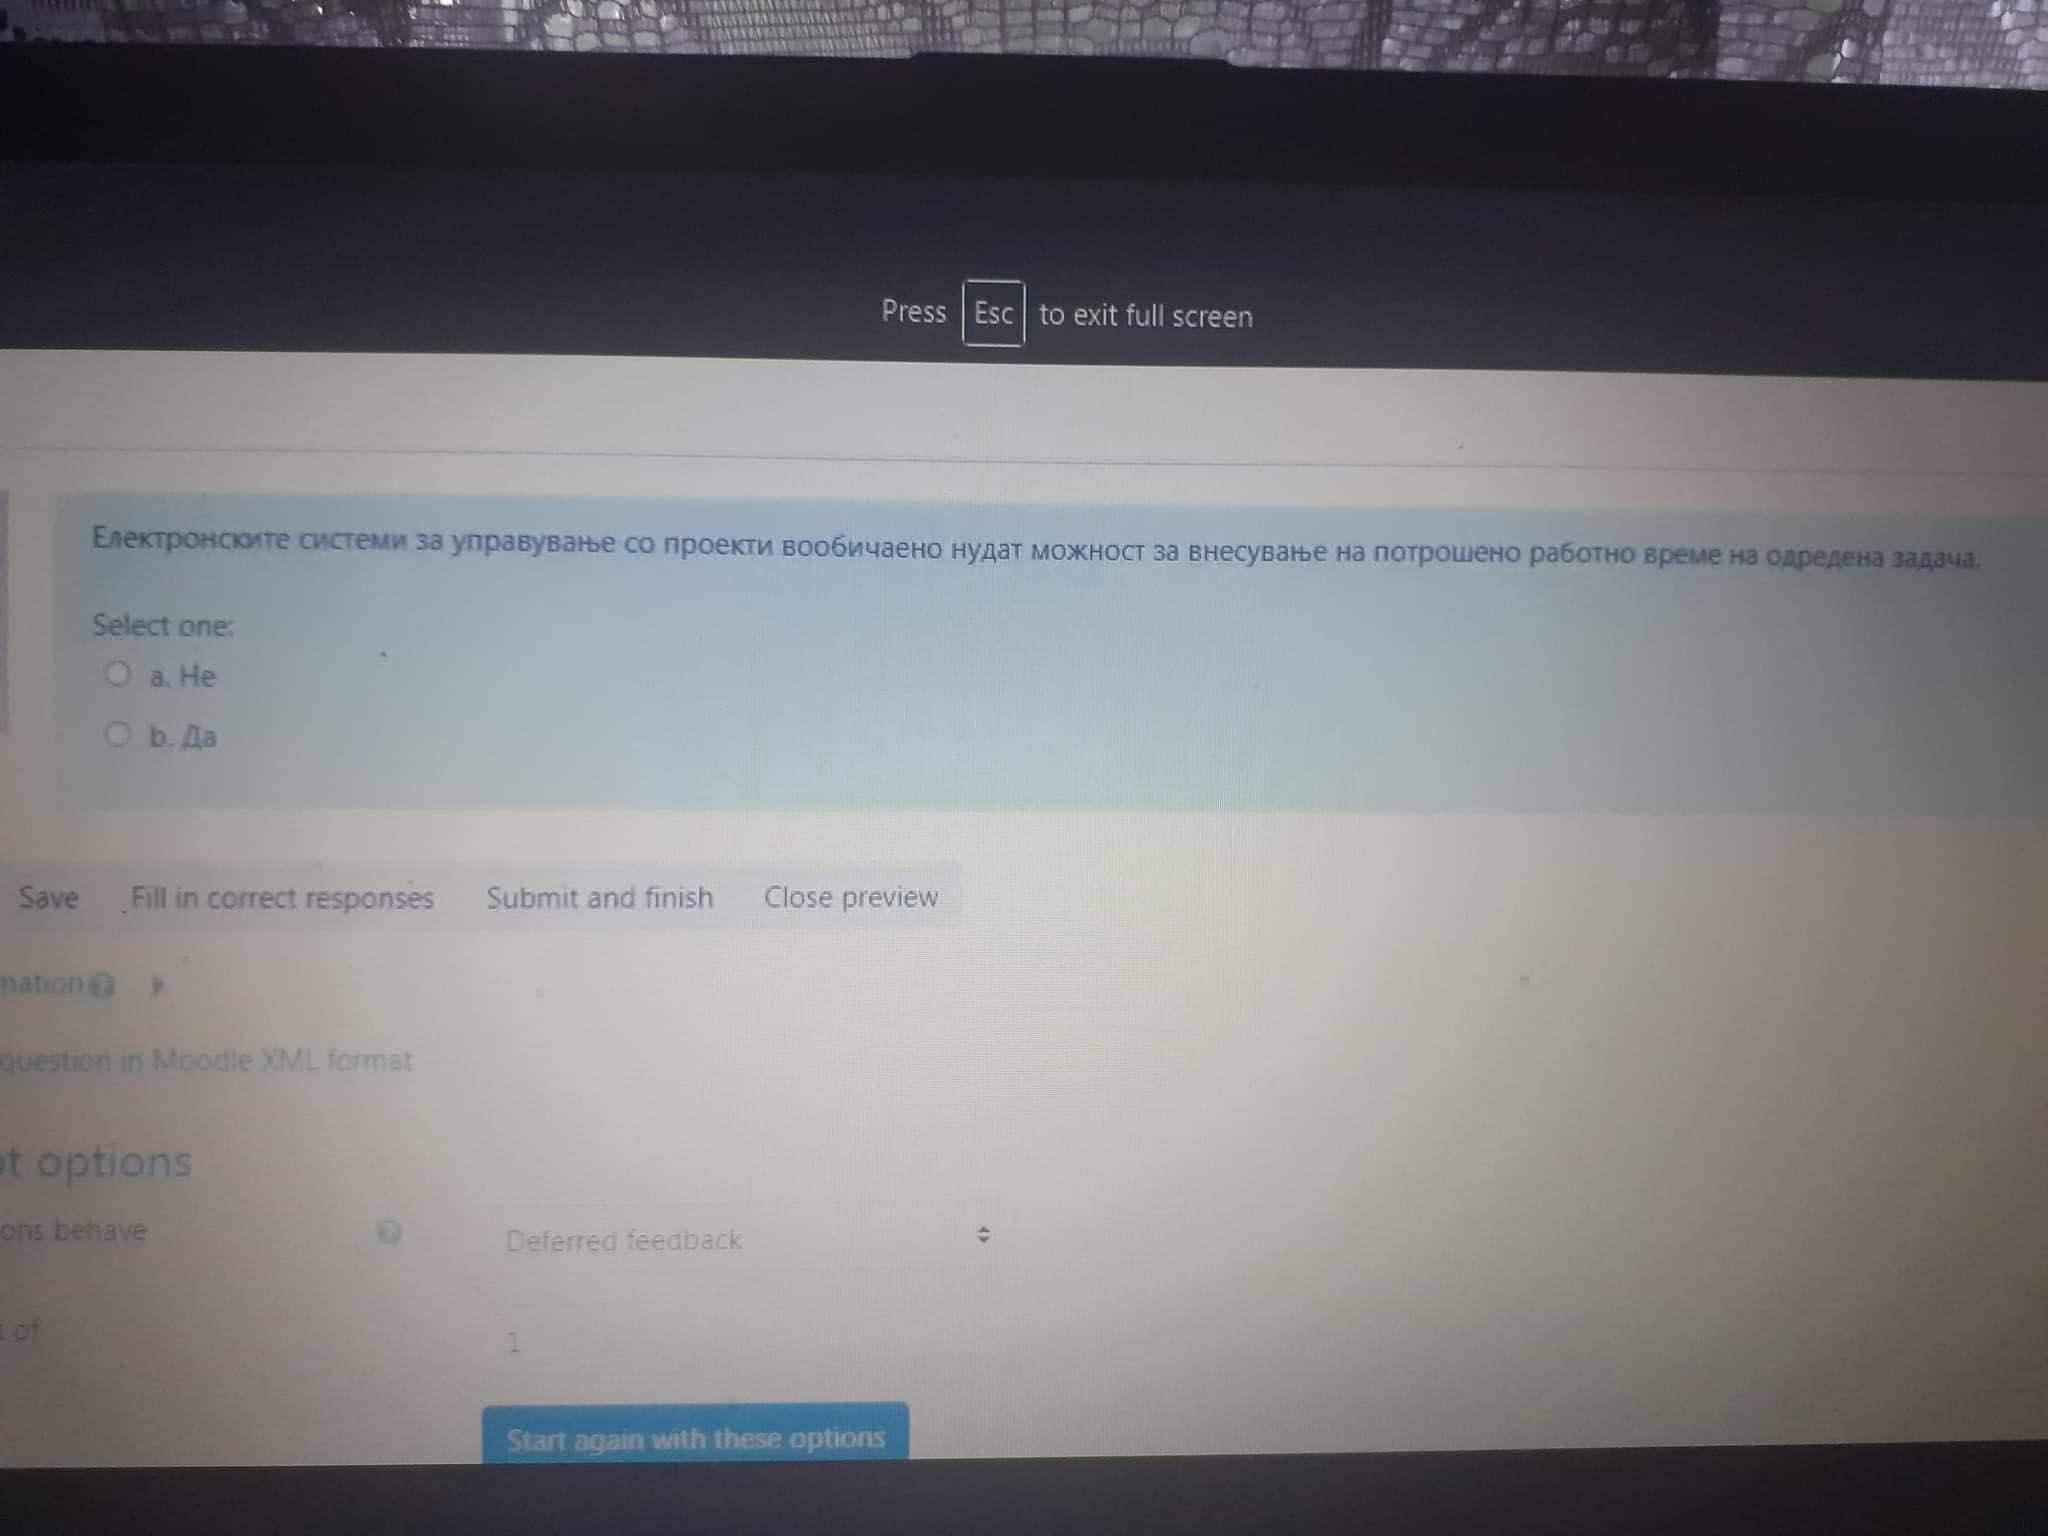 Press Esc to exit full screen
Електронските системи за управување со проекти вообичаено нудат можност за внесување на потрошено работно време на одредена задача.
Select one:
a. Не
b. Да
Save Fill in correct responses Submit and finish Close preview
mation
question in Moodle XML format
pt options
ons behave Deferred feedback
t of 1
Start again with these options